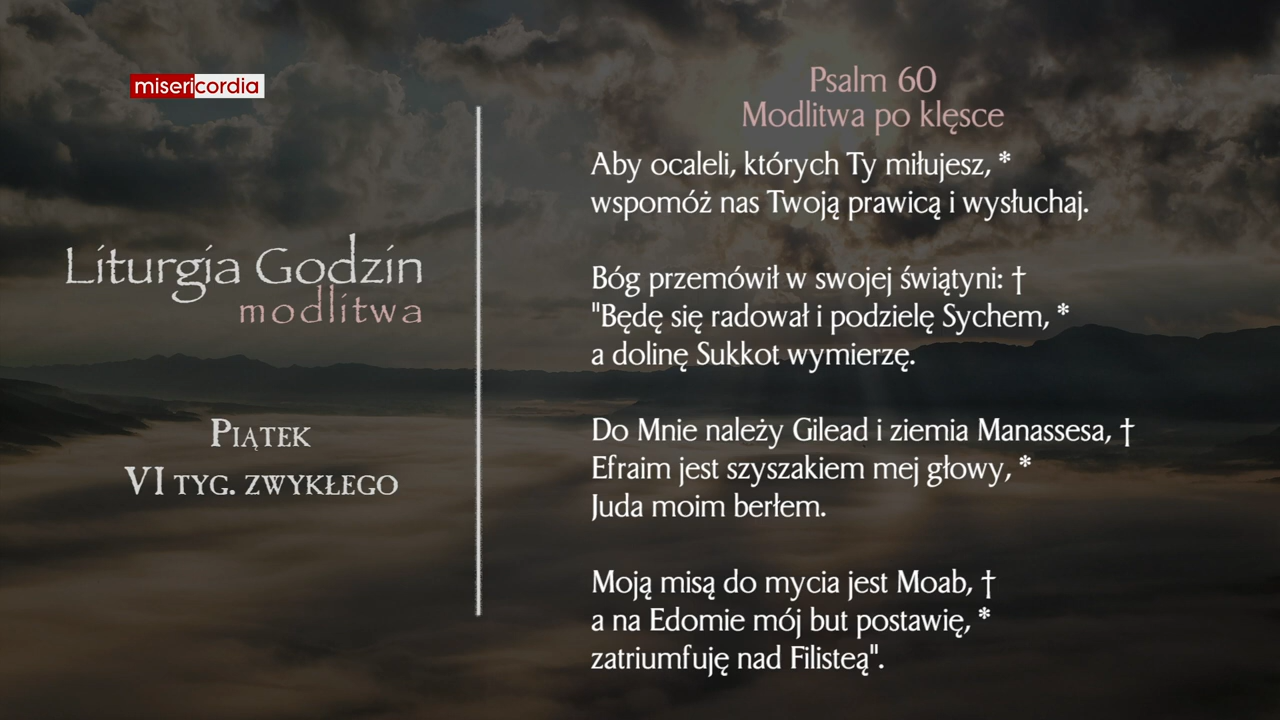 misericordia
Liturgia Godzin
modlitwa
Piątek
VI tyg. zwykłego
Psalm 60
Modlitwa po klęsce
Aby ocaleli, których Ty miłujesz, *
wspomóż nas Twoją prawicą i wysłuchaj.
Bóg przemówił w swojej świątyni: †
"Będę się radował i podzielę Sychem, *
a dolinę Sukkot wymierzę.
Do Mnie należy Gilead i ziemia Manassesa, †
Efraim jest szyszakiem mej głowy, *
Juda moim berłem.
Moją misą do mycia jest Moab, †
a na Edomie mój but postawię, *
zatriumfuję nad Filisteą".